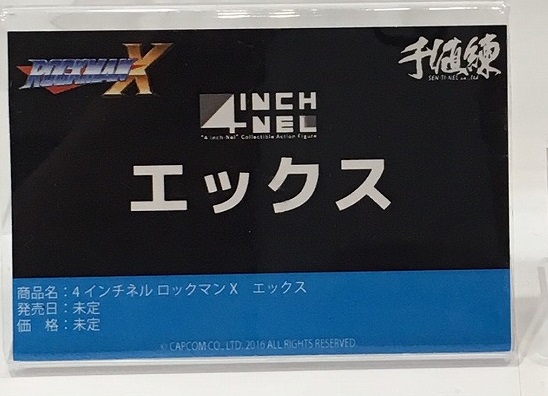 ROCKMAN X
千値練
SEN-TI-NEL CO.,LTD
4INCH
-NEL
"4 inch-Nel" Collectible Action Figure
エックス
商品名：4 インチネル ロックマンX　エックス
発売日：未定
価　格：未定
© CAPCOM CO., LTD. 2016 ALL RIGHTS RESERVED.